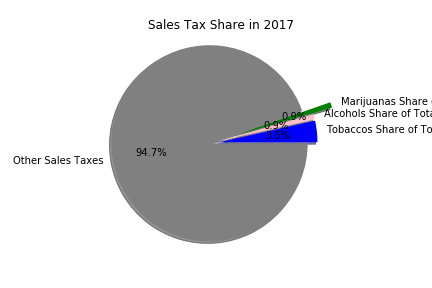 Sales Tax Share in 2017
Marijuanas Share
0.9%
Alcohols Share of Tota
0.9%
Tobaccos Share of To
3.5%
Other Sales Taxes
94.7%